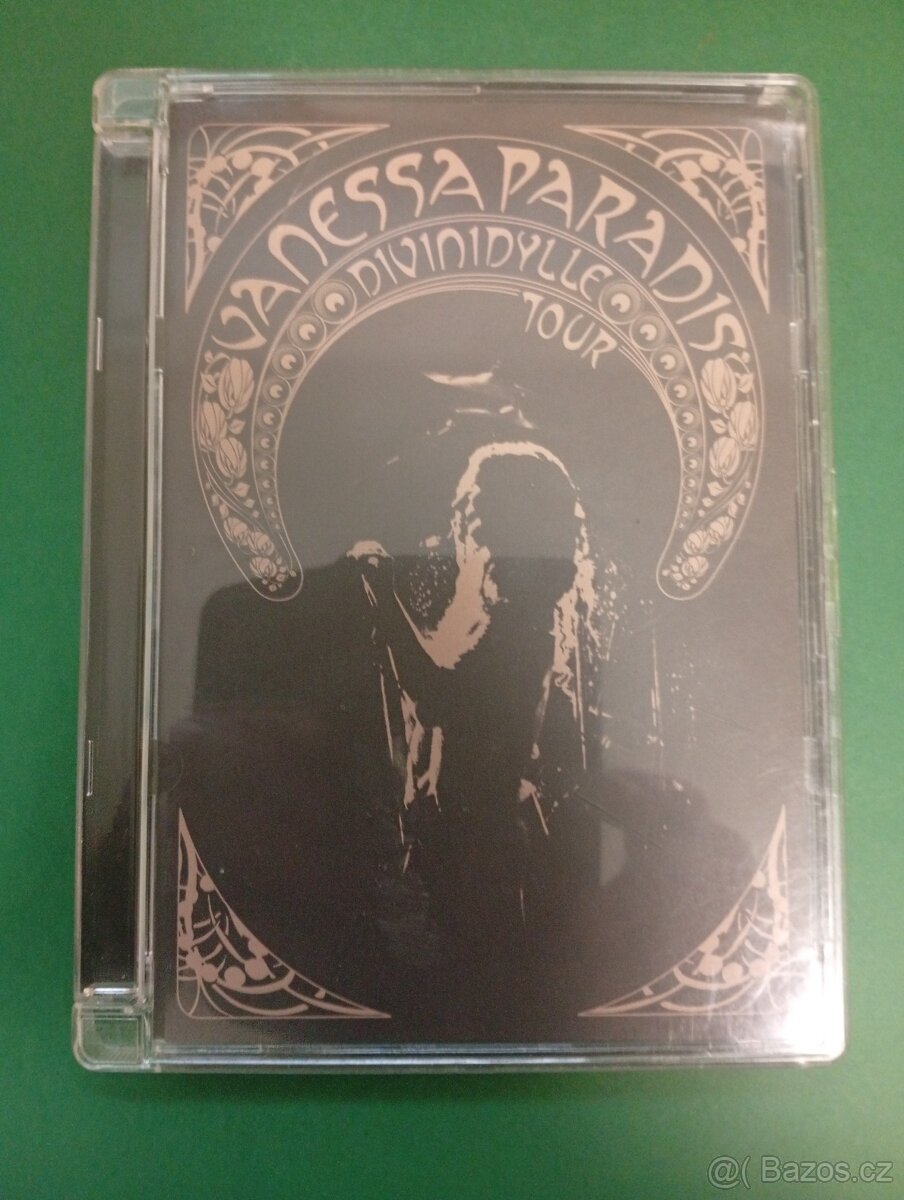 VANESSA PARADIS
DIVINIDYLLE
TOUR
@( Bazos.cz